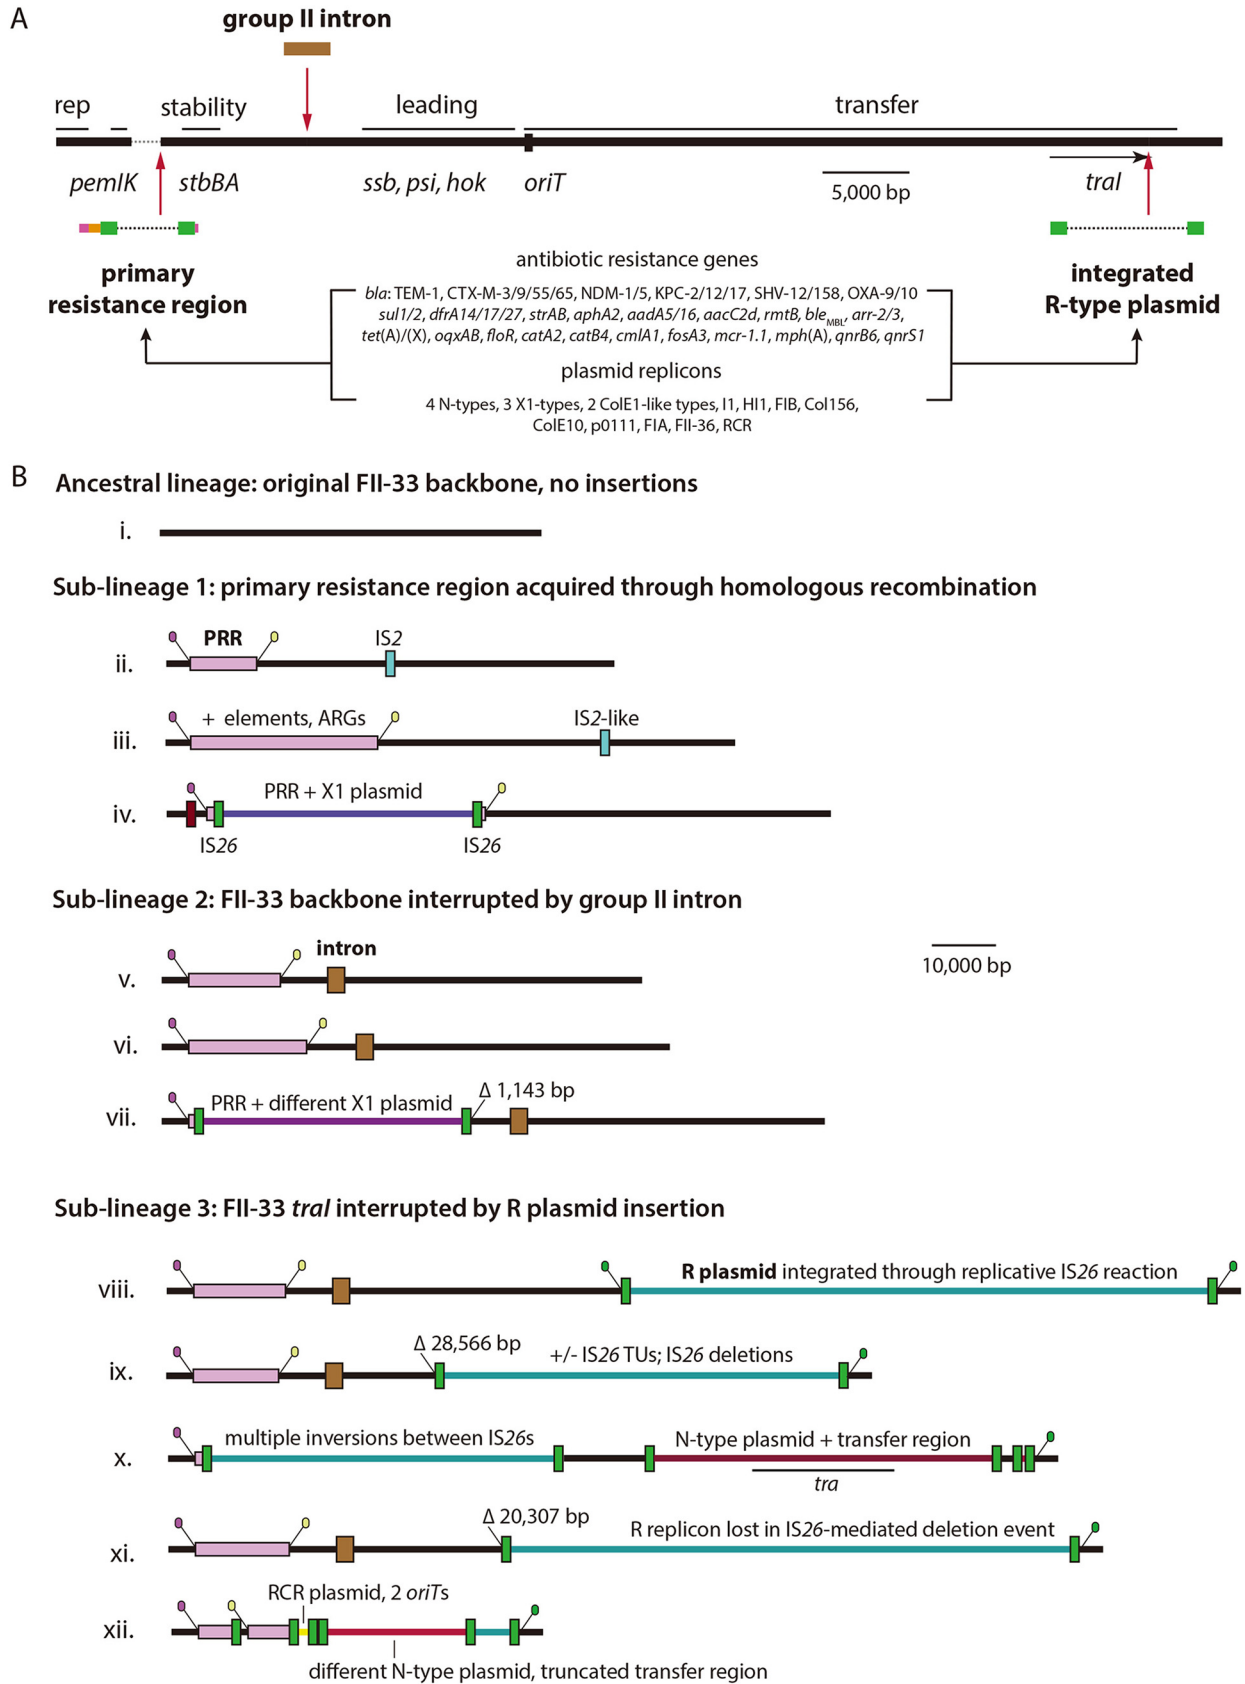 A
group II intron
rep
stability
leading
transfer
pemIK
stbBA
ssb, psi, hok
oriT
5,000 bp
traI
primary
resistance region
integrated
R-type plasmid
antibiotic resistance genes
bla: TEM-1, CTX-M-3/9/55/65, NDM-1/5, KPC-2/12/17, SHV-12/158, OXA-9/10
sul1/2, dfrA14/17/27, strAB, aphA2, aadA5/16, aacC2d, rmtB, bleMBL, arr-2/3,
tet(A)/(X), oqxAB, floR, catA2, catB4, cmlA1, fosA3, mcr-1.1, mph(A), qnrB6, qnrS1
plasmid replicons
4 N-types, 3 X1-types, 2 ColE1-like types, I1, HI1, FIB, Col156,
ColE10, p0111, FIA, FII-36, RCR
B
Ancestral lineage: original FII-33 backbone, no insertions
i.
Sub-lineage 1: primary resistance region acquired through homologous recombination
PRR
IS2
ii.
+ elements, ARGs
IS2-like
iii.
PRR + X1 plasmid
iv.
IS26
IS26
Sub-lineage 2: FII-33 backbone interrupted by group II intron
intron
v.
10,000 bp
vi.
PRR + different X1 plasmid
Δ 1,143 bp
vii.
Sub-lineage 3: FII-33 traI interrupted by R plasmid insertion
R plasmid integrated through replicative IS26 reaction
viii.
Δ 28,566 bp
+/- IS26 TUs; IS26 deletions
ix.
multiple inversions between IS26s
N-type plasmid + transfer region
x.
tra
Δ 20,307 bp
R replicon lost in IS26-mediated deletion event
xi.
RCR plasmid, 2 oriTs
xii.
different N-type plasmid, truncated transfer region